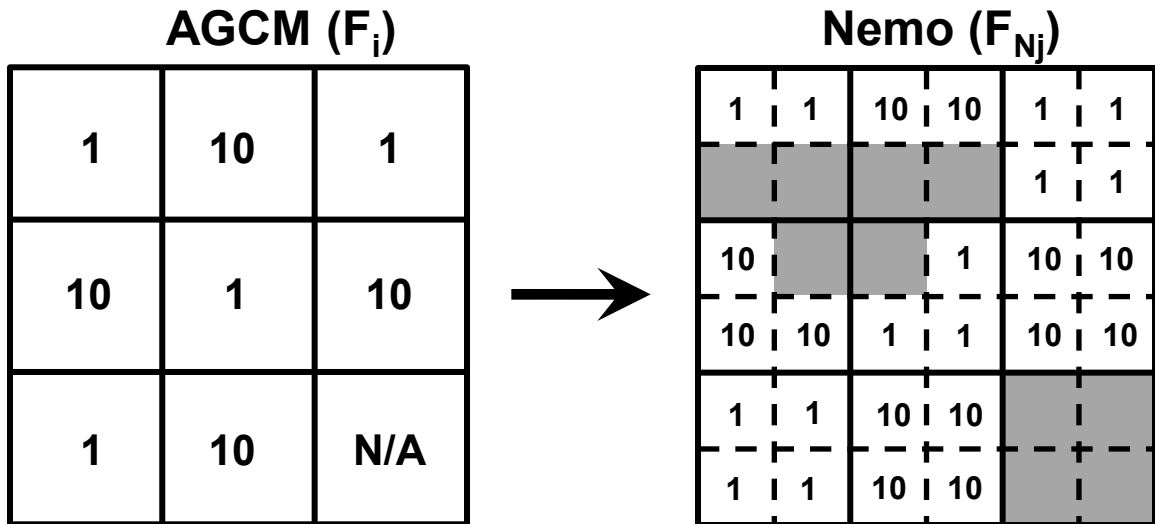 AGCM (Fi)
1 10 1
10 1 10
1 10 N/A
Nemo (FNj)
1 1 10 10 1 1
1 1
10 1 10 10
10 10 1 1 10 10
1 1 10 10
1 1 10 10